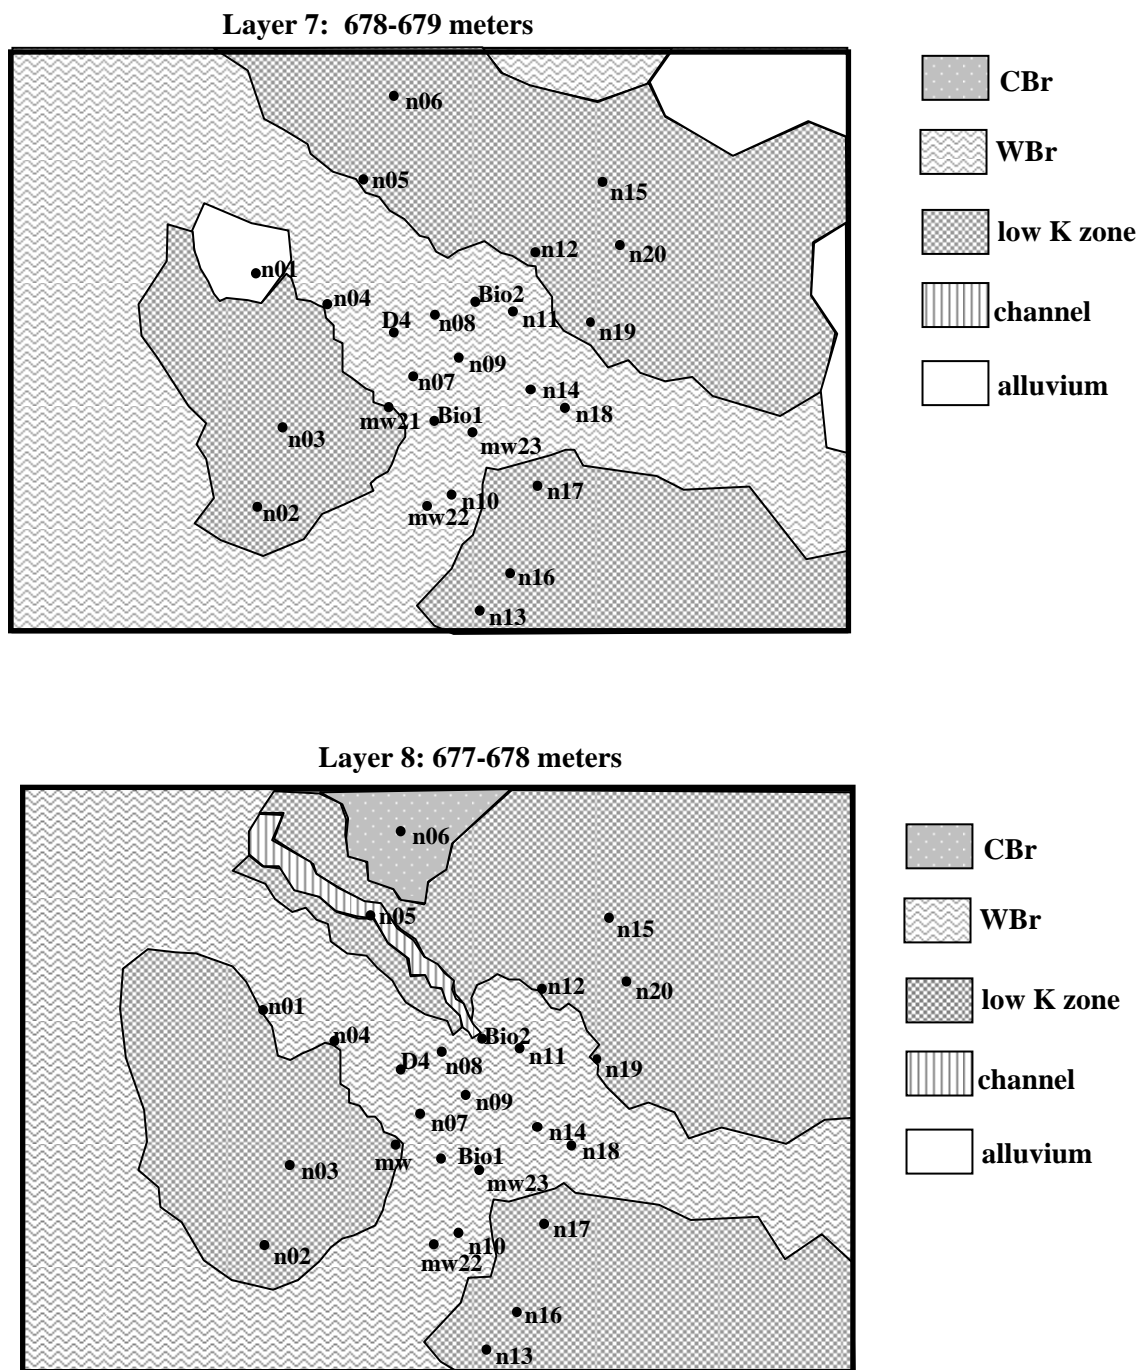 Layer 7: 678-679 meters
CBr
n06
WBr
n05
n15
low K zone
n12
n20
n01
n04
Bio2
channel
D4
n08
n11
n19
n09
n07
n14
alluvium
mw21
Bio1
n18
n03
mw23
n10
n17
n02
mw22
n16
n13
Layer 8: 677-678 meters
n06
CBr
n05
n15
WBr
n12
n20
n01
low K zone
n04
Bio2
D4
n08
n11
n19
channel
n09
n07
n14
mw
Bio1
n18
alluvium
n03
mw23
n17
n02
n10
mw22
n16
n13